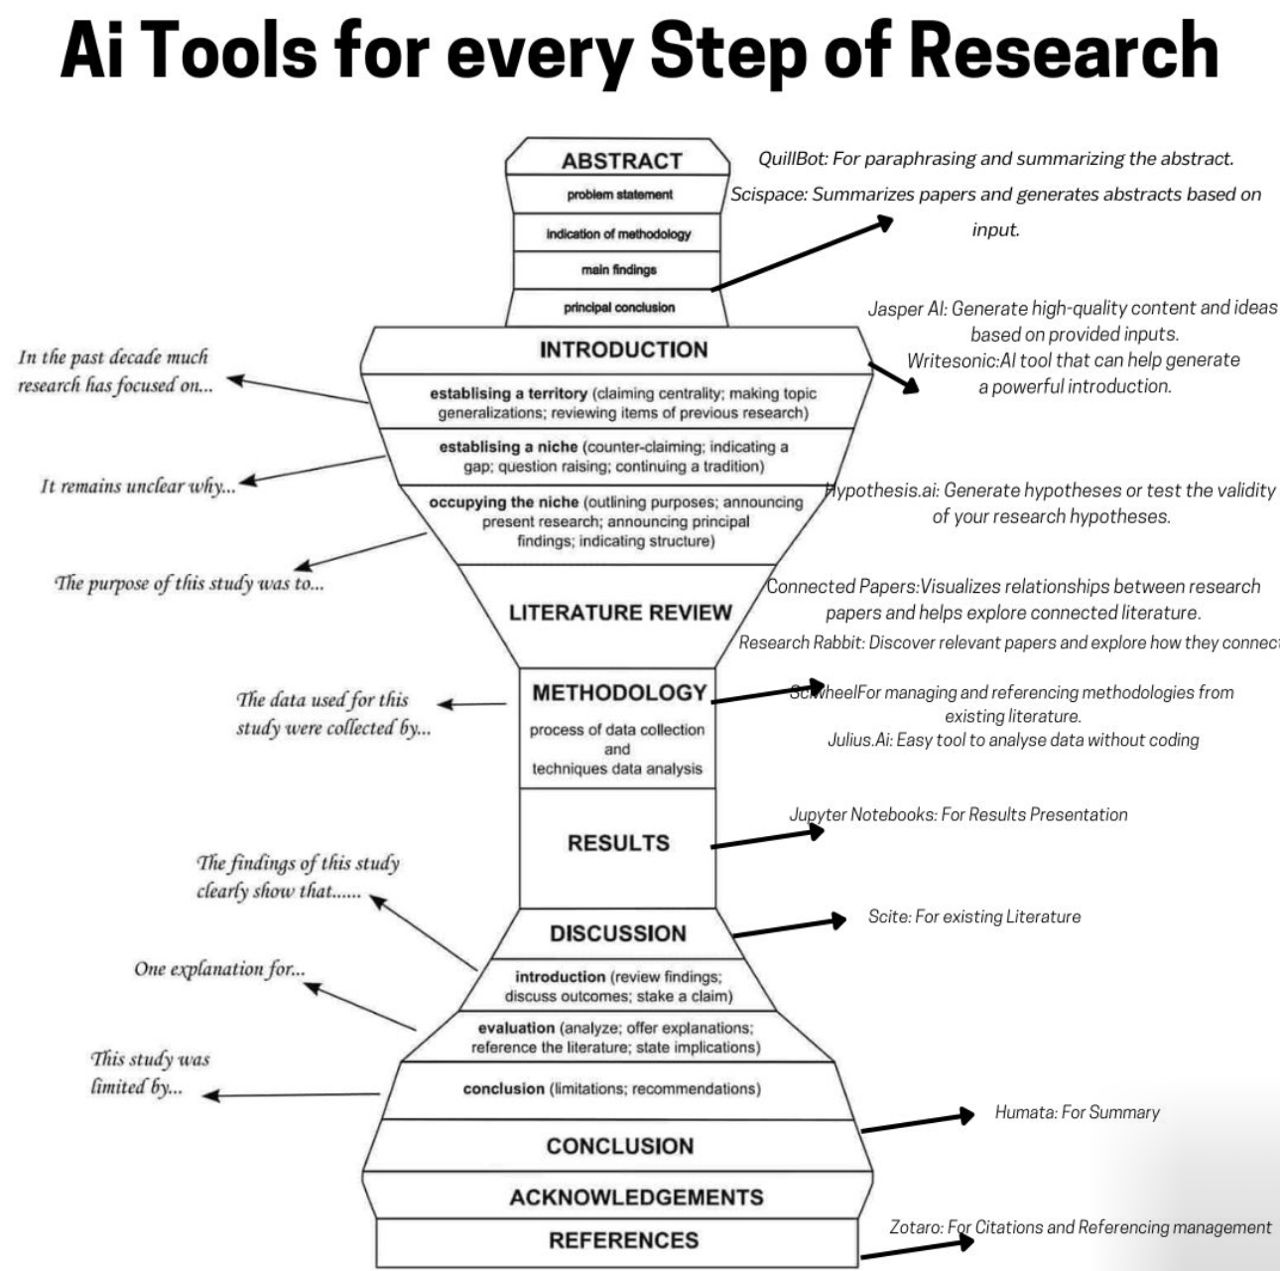 Ai Tools for every Step of Research
ABSTRACT
problem statement
indication of methodology
main findings
principal conclusion
QuillBot: For paraphrasing and summarizing the abstract.
Scispace: Summarizes papers and generates abstracts based on
input.
INTRODUCTION
establising a territory (claiming centrality; making topic
generalizations; reviewing items of previous research)
establising a niche (counter-claiming; indicating a
gap; question raising; continuing a tradition)
occupying the niche (outlining purposes; announcing
present research; announcing principal
findings; indicating structure)
In the past decade much
research has focused on...
It remains unclear why...
The purpose of this study was to...
Jasper AI: Generate high-quality content and ideas
based on provided inputs.
Writesonic:AI tool that can help generate
a powerful introduction.
Hypothesis.ai: Generate hypotheses or test the validity
of your research hypotheses.
LITERATURE REVIEW
Connected Papers:Visualizes relationships between research
papers and helps explore connected literature.
Research Rabbit: Discover relevant papers and explore how they connect
METHODOLOGY
process of data collection
and
techniques data analysis
The data used for this
study were collected by...
SciwheelFor managing and referencing methodologies from
existing literature.
Julius.Ai: Easy tool to analyse data without coding
RESULTS
Jupyter Notebooks: For Results Presentation
DISCUSSION
introduction (review findings;
discuss outcomes; stake a claim)
evaluation (analyze; offer explanations;
reference the literature; state implications)
conclusion (limitations; recommendations)
The findings of this study
clearly show that......
One explanation for...
This study was
limited by...
Scite: For existing Literature
CONCLUSION
Humata: For Summary
ACKNOWLEDGEMENTS
REFERENCES
Zotaro: For Citations and Referencing management